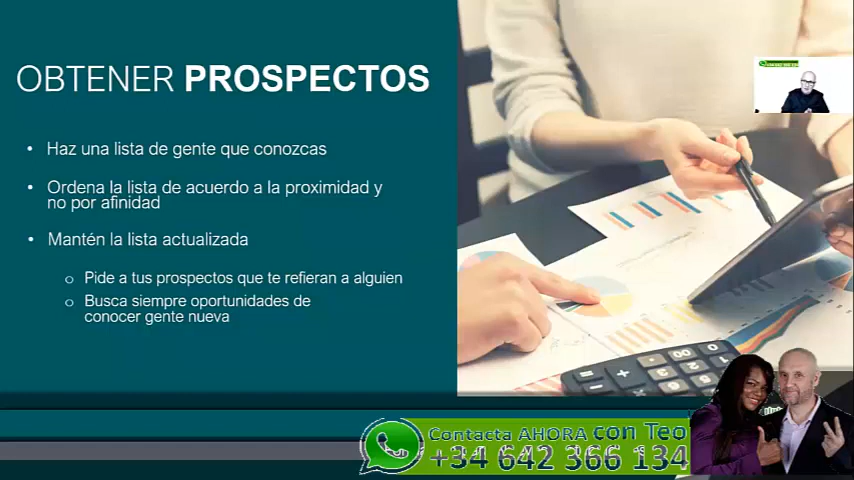 OBTENER PROSPECTOS
• Haz una lista de gente que conozcas
• Ordena la lista de acuerdo a la proximidad y
no por afinidad
• Mantén la lista actualizada
o Pide a tus prospectos que te refieran a alguien
o Busca siempre oportunidades de
conocer gente nueva
Contacta AHORA con Teo
+34 642 366 134